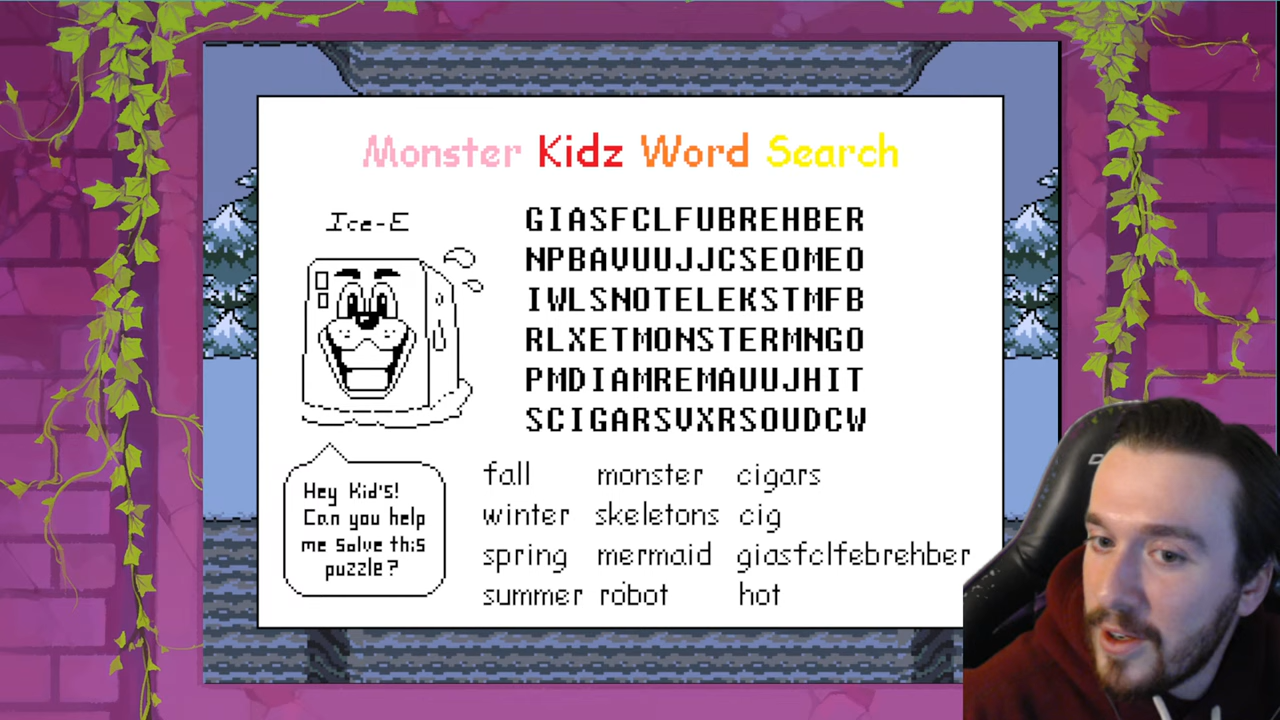 Monster Kidz Word Search
Ice-E
GIASFCLFUBREHBER
NPBAVUUJJCSEOMEO
IWLSNOTELEKSTMFB
RLXETMONSTERMNGO
PMDIAMREMAUUJHIT
SCIGARSVXRSOUDCW
Hey Kid's!
Can you help
me solve this
puzzle?
fall monster cigars
winter skeletons cig
spring mermaid giasfclfebrehber
summer robot hot